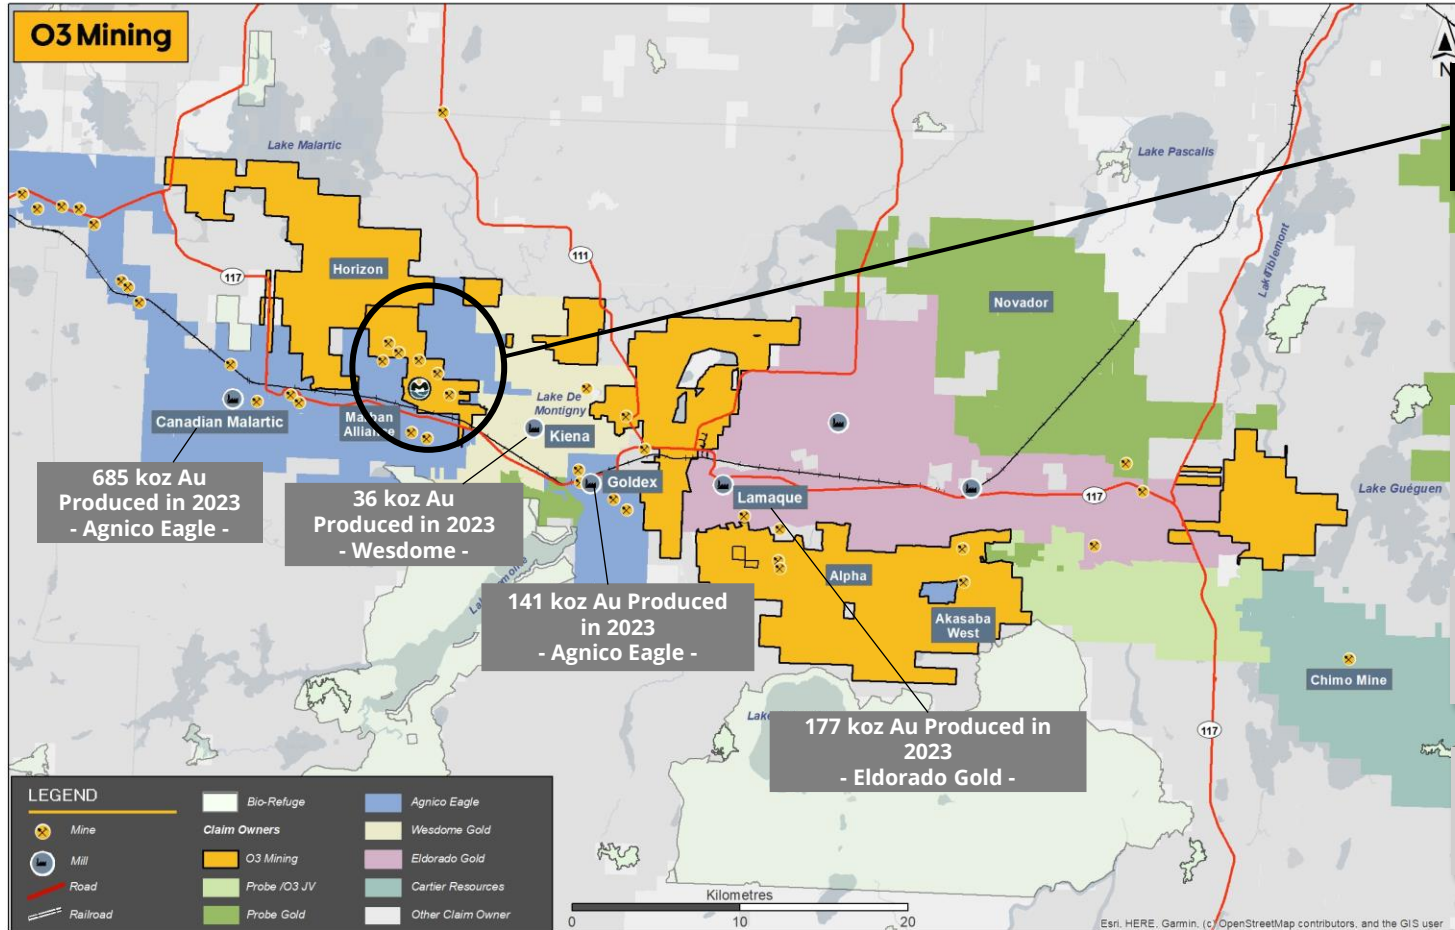 O3 Mining
N
Lake Malartic
Lake Pascalis
Lake Tiblemont
111
117
Horizon
Novador
Lake De
Montigny
Canadian Malartic
Marban
Alliance
Kiena
Goldex
Lamaque
117
Lake Guéguen
685 koz Au
Produced in 2023
- Agnico Eagle -
36 koz Au
Produced in 2023
- Wesdome -
141 koz Au Produced
in 2023
- Agnico Eagle -
Alpha
Akasaba
West
Chimo Mine
177 koz Au Produced in
2023
- Eldorado Gold -
Lake
117
LEGEND
Mine
Mill
Road
Railroad
Bio-Refuge
Claim Owners
O3 Mining
Probe /O3 JV
Probe Gold
Agnico Eagle
Wesdome Gold
Eldorado Gold
Cartier Resources
Other Claim Owner
Kilometres
0 10 20
Esri, HERE, Garmin, (c) OpenStreetMap contributors, and the GIS user